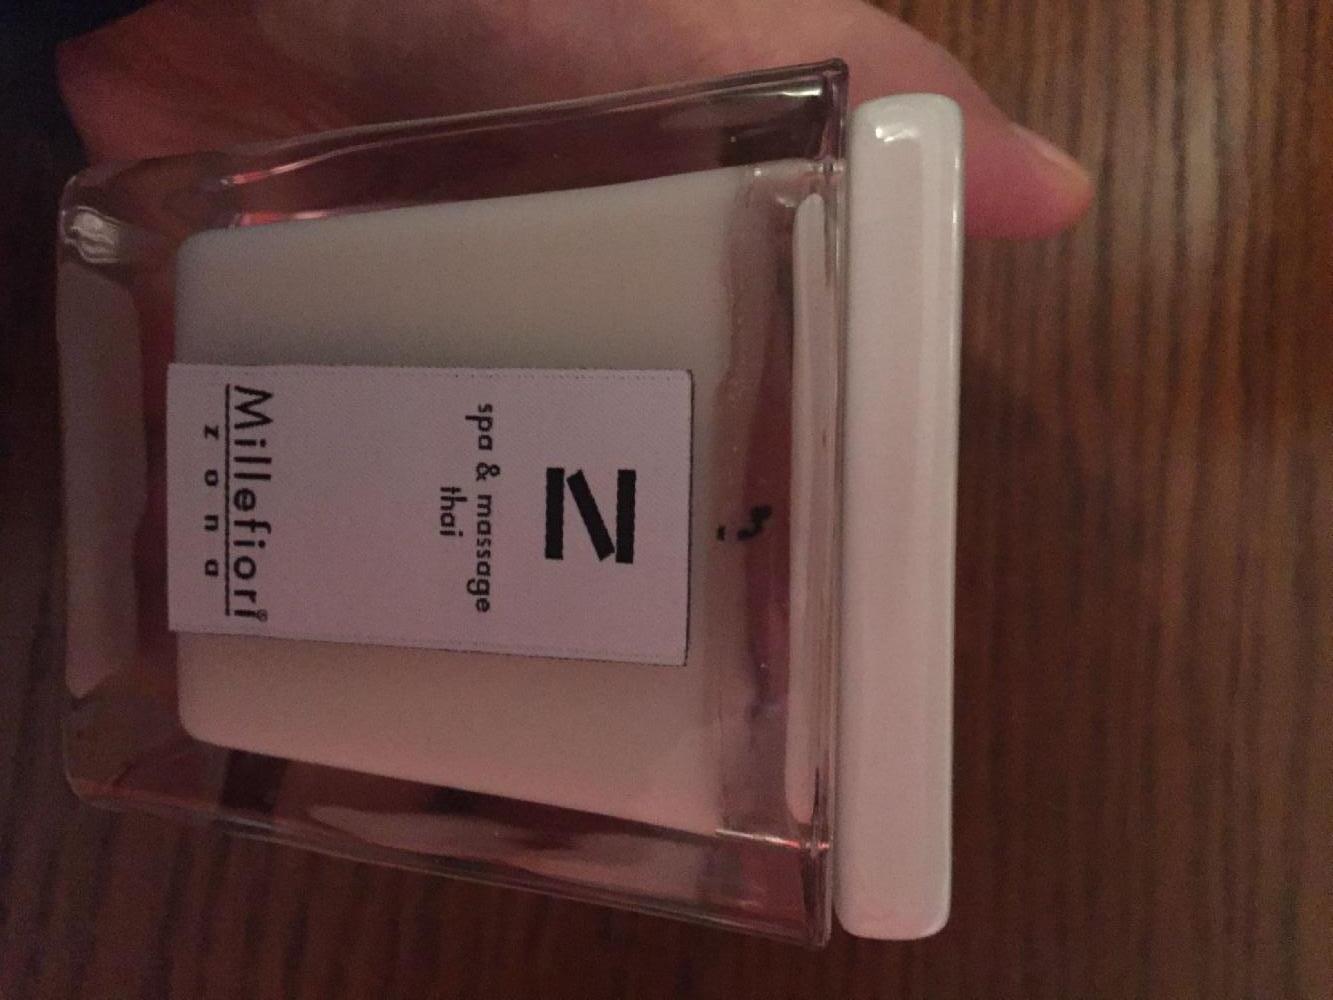 spa & massage
thai
Millefiori®
zona